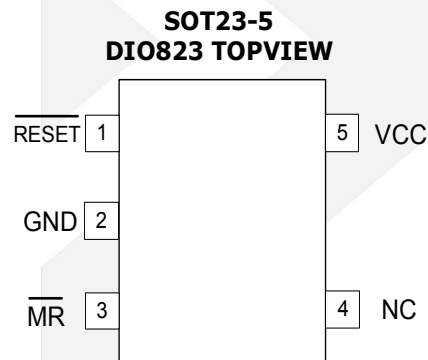 SOT23-5
DIO823 TOPVIEW
RESET 1
5 VCC
GND 2
MR 3
4 NC